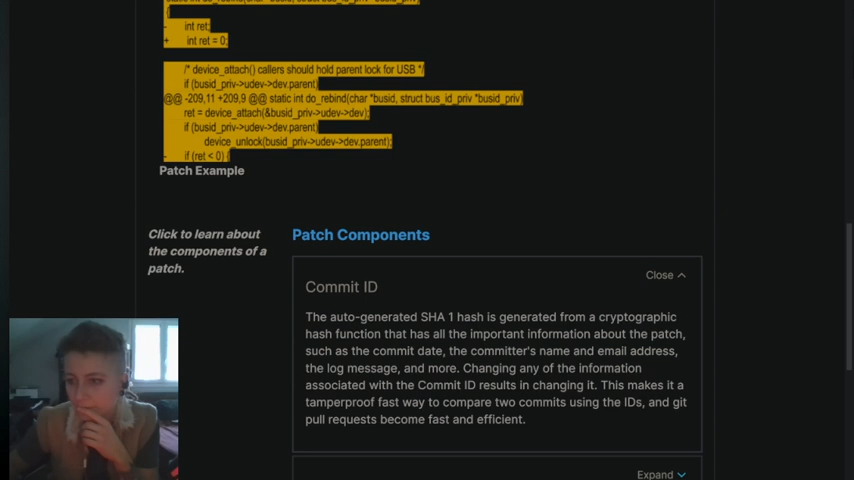 {
-    int ret;
+    int ret = 0;
/* device_attach() callers should hold parent lock for USB */
if (busid_priv->udev->dev.parent)
@@ -209,11 +209,9 @@ static int do_rebind(char *busid, struct bus_id_priv *busid_priv)
ret = device_attach(&busid_priv->udev->dev);
if (busid_priv->udev->dev.parent)
device_unlock(busid_priv->udev->dev.parent);
-    if (ret < 0) {
Patch Example
Click to learn about
the components of a
patch.
Patch Components
Close
Commit ID
The auto-generated SHA 1 hash is generated from a cryptographic
hash function that has all the important information about the patch,
such as the commit date, the committer's name and email address,
the log message, and more. Changing any of the information
associated with the Commit ID results in changing it. This makes it a
tamperproof fast way to compare two commits using the IDs, and git
pull requests become fast and efficient.
Expand